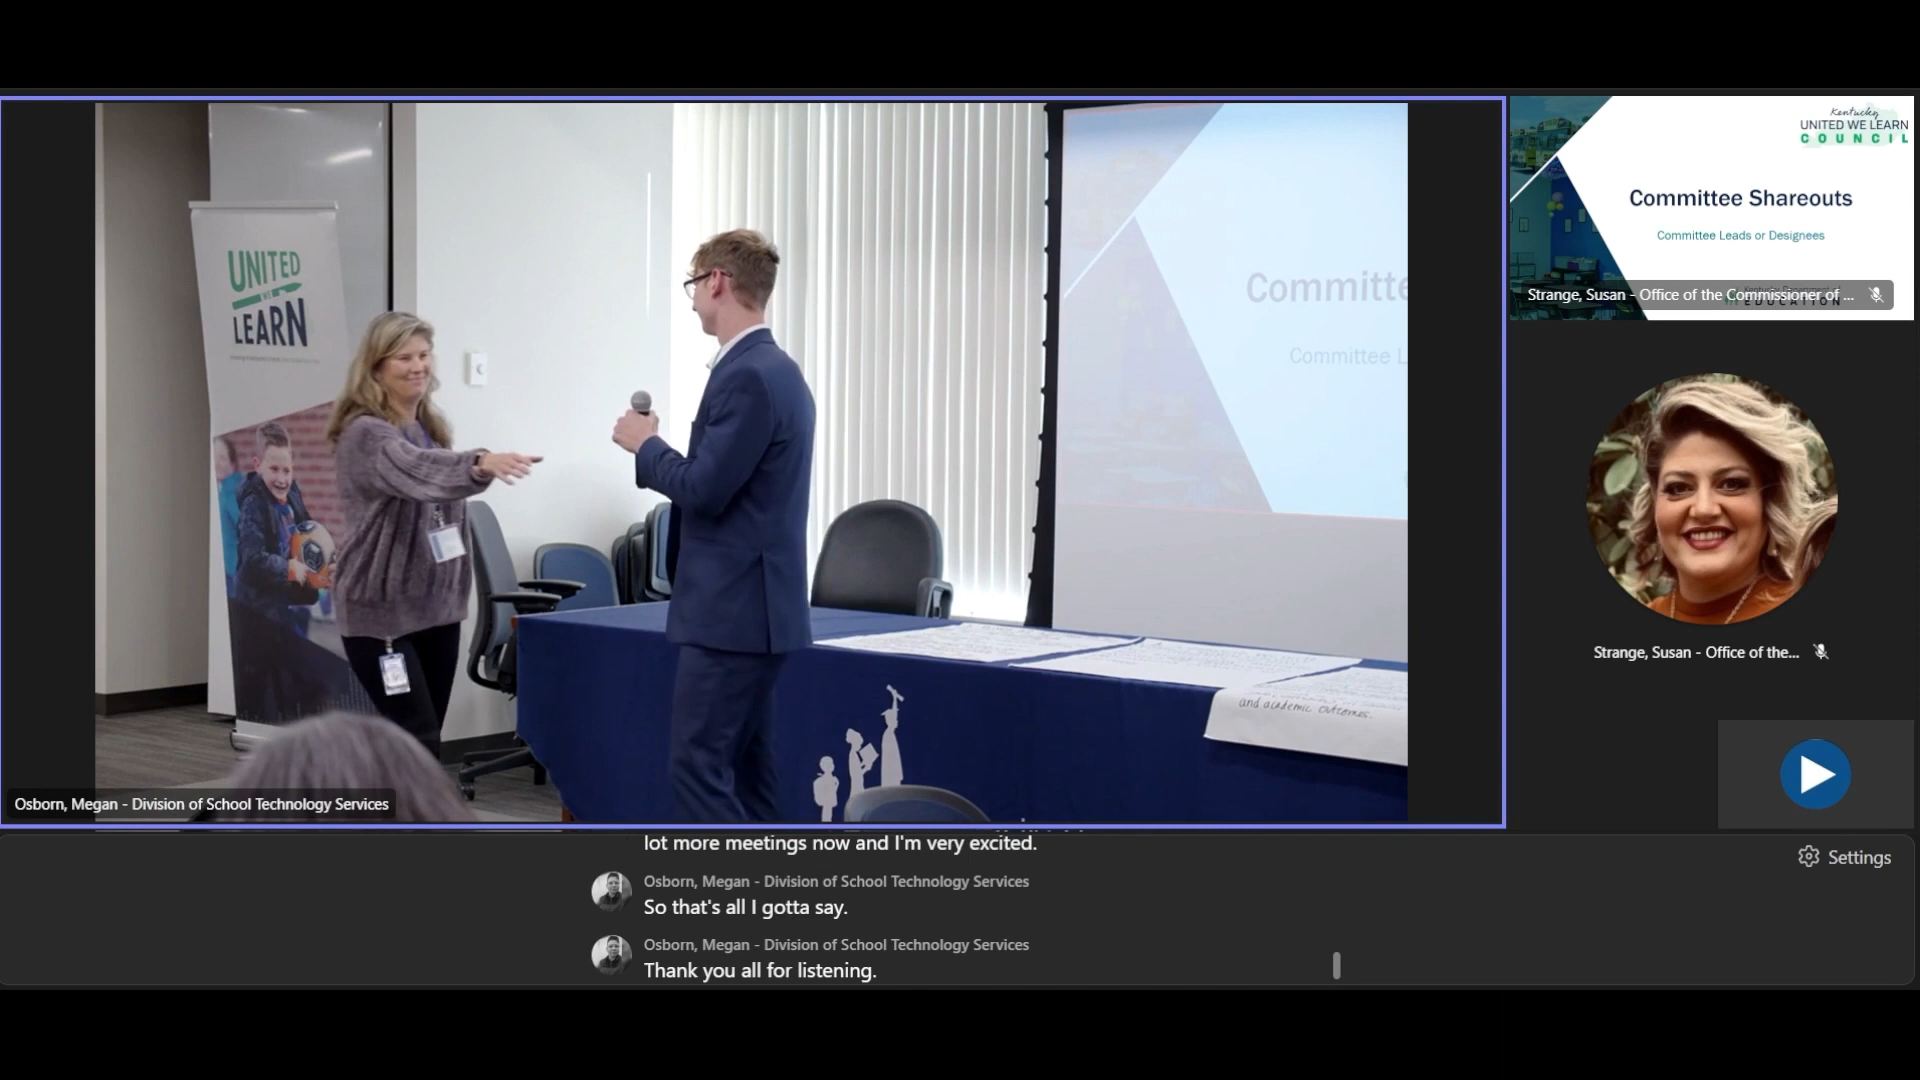 UNITED
WE
LEARN
Committe
Committee L
and academic outcomes.
Osborn, Megan - Division of School Technology Services
Kentucky
UNITED WE LEARN
COUNCIL
Committee Shareouts
Committee Leads or Designees
Strange, Susan - Office of the Commissioner of ...
EDUCATION
Strange, Susan - Office of the...
lot more meetings now and I'm very excited.
Settings
Osborn, Megan - Division of School Technology Services
So that's all I gotta say.
Osborn, Megan - Division of School Technology Services
Thank you all for listening.